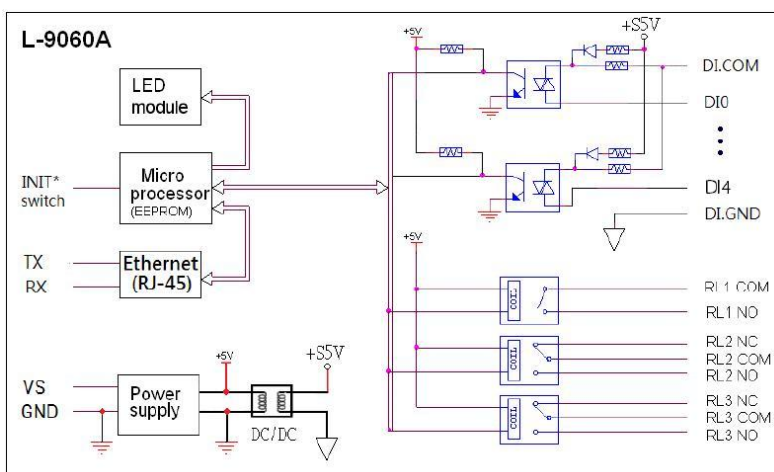 L-9060A
LED
module
INIT*
switch
Micro
processor
(EEPROM)
TX
RX
Ethernet
(RJ-45)
VS
GND
Power
supply
+5V
+S5V
DC/DC
+5V
+S5V
DI.COM
DI0
DI4
DI.GND
+5V
COIL
RL1 COM
RL1 NO
COIL
RL2 NC
RL2 COM
RL2 NO
COIL
RL3 NC
RL3 COM
RL3 NO